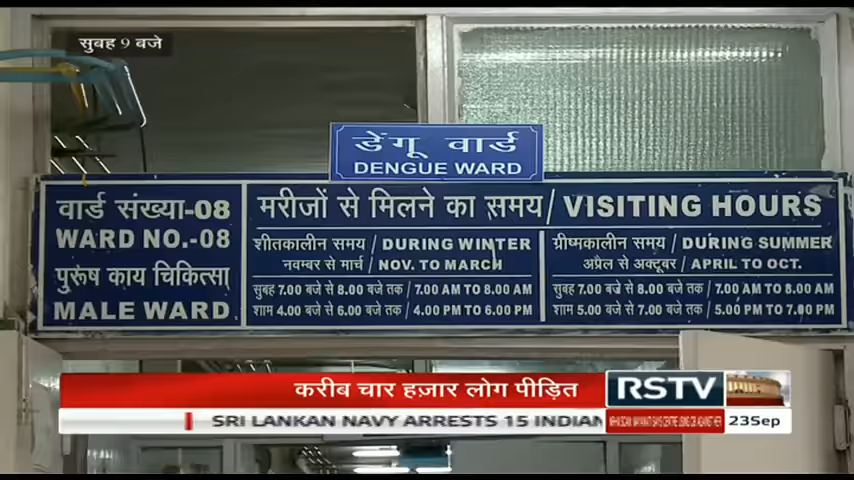 सुबह 9 बजे
डेंगू वार्ड
DENGUE WARD
वार्ड संख्या-08
WARD NO.-08
पुरूष काय चिकित्सा
MALE WARD
मरीजों से मिलने का समय/VISITING HOURS
शीतकालीन समय/DURING WINTER
नवम्बर से मार्च/NOV. TO MARCH
सुबह 7.00 बजे से 8.00 बजे तक/7.00 AM TO 8.00 AM
शाम 4.00 बजे से 6.00 बजे तक/4.00 PM TO 6.00 PM
ग्रीष्मकालीन समय/DURING SUMMER
अप्रैल से अक्टूबर/APRIL TO OCT.
सुबह 7.00 बजे से 8.00 बजे तक/7.00 AM TO 8.00 AM
शाम 5.00 बजे से 7.00 बजे तक/5.00 PM TO 7.00 PM
करीब चार हज़ार लोग पीड़ित
RSTV
SRI LANKAN NAVY ARRESTS 15 INDIAN
23Sep